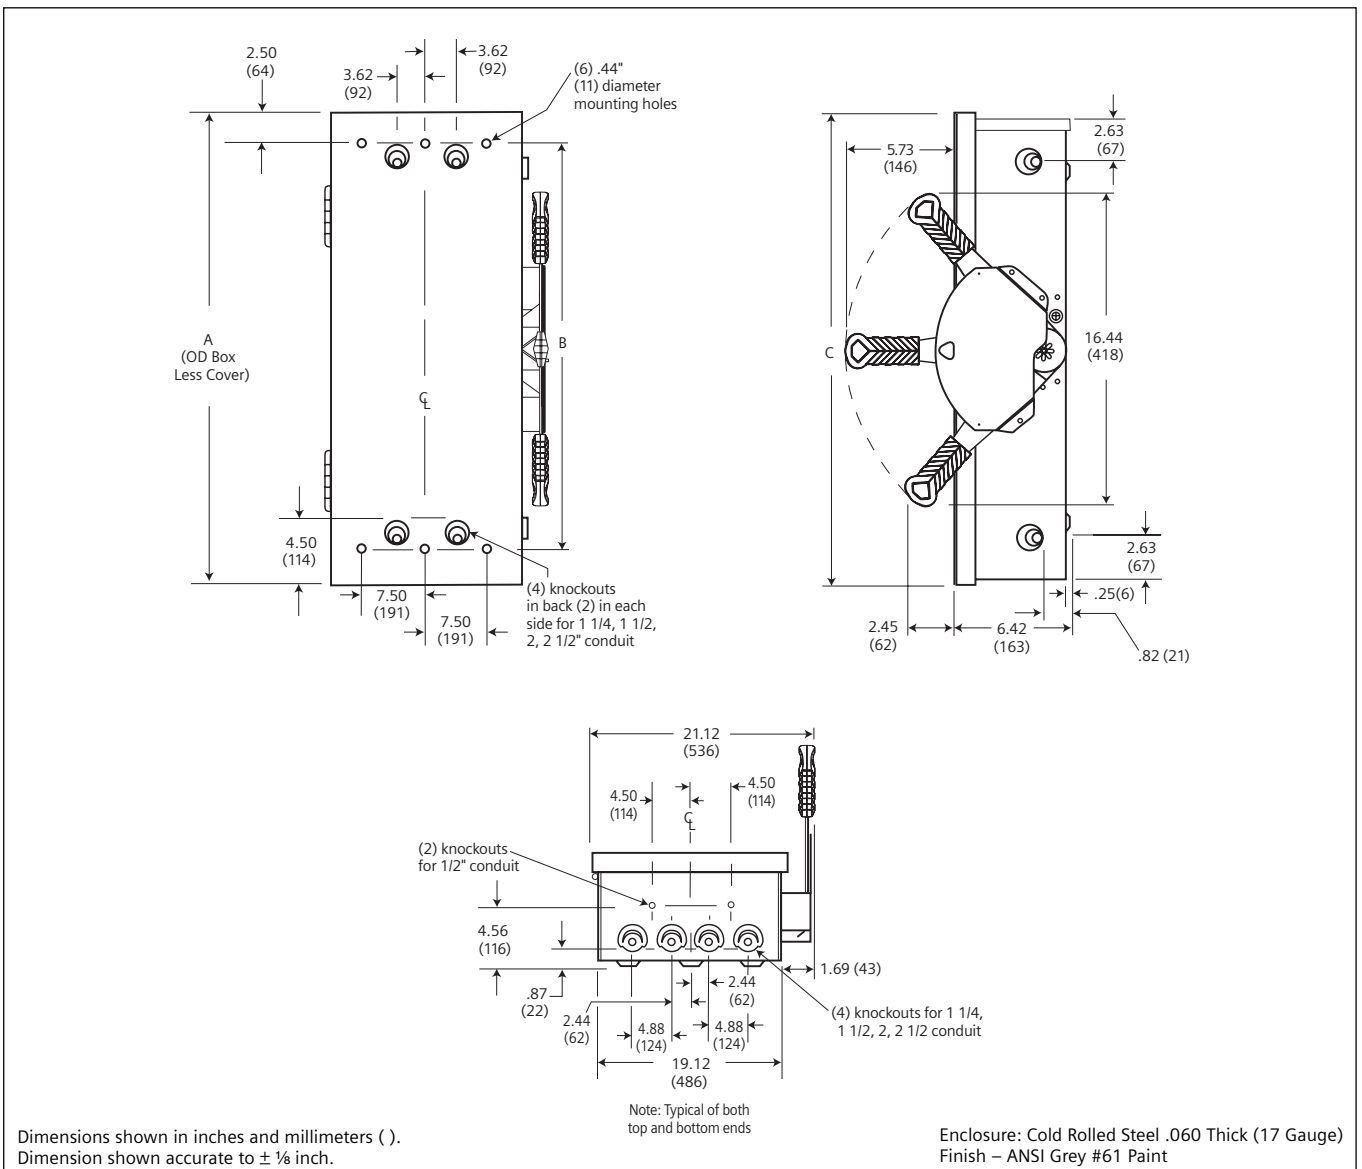 2.50
(64)
3.62
(92)
3.62
(92)
(6) .44"
(11) diameter
mounting holes
A
(OD Box
Less Cover)
B
CL
4.50
(114)
7.50
(191)
7.50
(191)
(4) knockouts
in back (2) in each
side for 1 1/4, 1 1/2,
2, 2 1/2" conduit
5.73
(146)
2.63
(67)
C
16.44
(418)
2.63
(67)
.25(6)
2.45
(62)
6.42
(163)
.82 (21)
21.12
(536)
4.50
(114)
4.50
(114)
CL
(2) knockouts
for 1/2" conduit
4.56
(116)
.87
(22)
2.44
(62)
4.88
(124)
4.88
(124)
2.44
(62)
1.69 (43)
(4) knockouts for 1 1/4,
1 1/2, 2, 2 1/2 conduit
19.12
(486)
Note: Typical of both
top and bottom ends
Dimensions shown in inches and millimeters ( ).
Dimension shown accurate to ± ⅛ inch.
Enclosure: Cold Rolled Steel .060 Thick (17 Gauge)
Finish – ANSI Grey #61 Paint